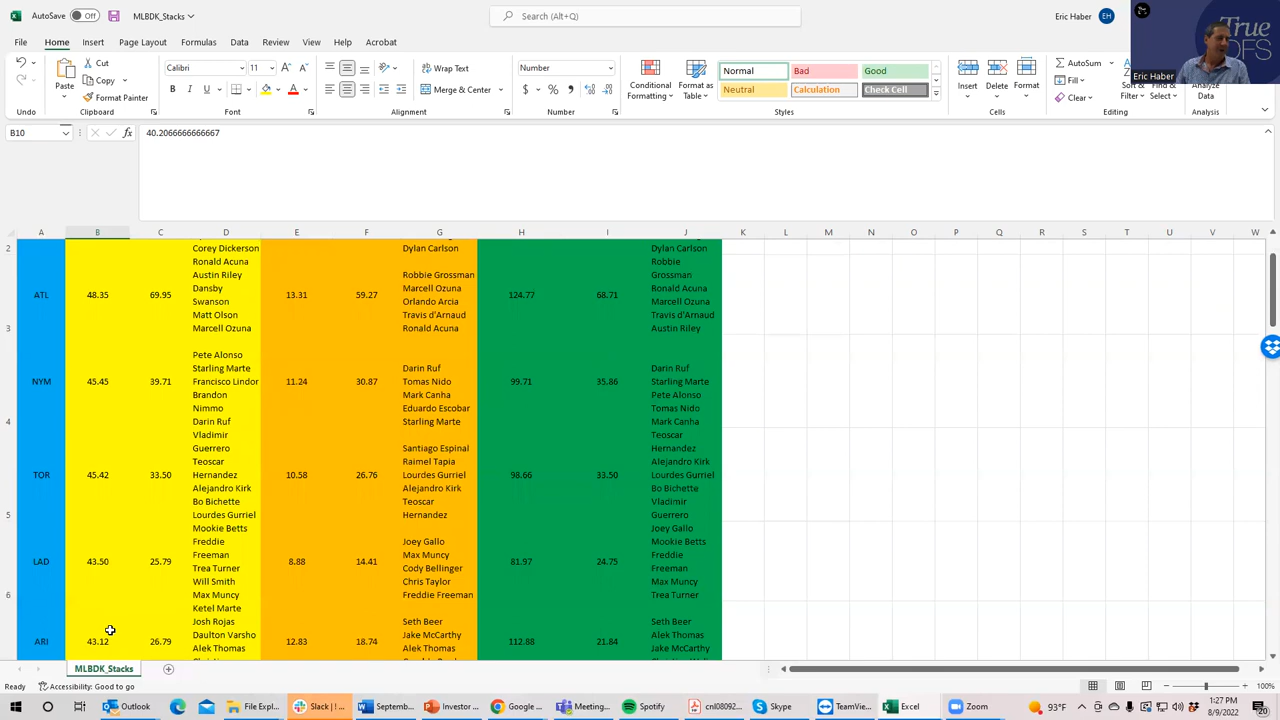 AutoSave Off MLBDK_Stacks Search (Alt+Q) Eric Haber EH
True
DFS
Eric Haber
File Home Insert Page Layout Formulas Data Review View Help Acrobat
Undo
Paste Cut Copy Format Painter
Clipboard
Calibri 11
B I U
Font
Wrap Text
Merge & Center
Alignment
Number
$ % ,
Number
Conditional Formatting Format as Table
Normal Bad Good
Neutral Calculation Check Cell
Styles
Insert Delete Format
Cells
AutoSum
Fill
Clear
Sort & Filter Find & Select
Editing
Analyze Data
Analysis
B10 fx 40.2066666666667
A B C D E F G H I J K L M N O P Q R S T U V W
2
Corey Dickerson Dylan Carlson Dylan Carlson
3
ATL 48.35 69.95
Ronald Acuna
Austin Riley
Dansby
Swanson
Matt Olson
Marcell Ozuna
13.31 59.27
Robbie Grossman
Marcell Ozuna
Orlando Arcia
Travis d'Arnaud
Ronald Acuna
124.77 68.71
Robbie
Grossman
Ronald Acuna
Marcell Ozuna
Travis d'Arnaud
Austin Riley
4
NYM 45.45 39.71
Pete Alonso
Starling Marte
Francisco Lindor
Brandon
Nimmo
Darin Ruf
11.24 30.87
Darin Ruf
Tomas Nido
Mark Canha
Eduardo Escobar
Starling Marte
99.71 35.86
Darin Ruf
Starling Marte
Pete Alonso
Tomas Nido
Mark Canha
5
TOR 45.42 33.50
Vladimir
Guerrero
Teoscar
Hernandez
Alejandro Kirk
Bo Bichette
Lourdes Gurriel
10.58 26.76
Santiago Espinal
Raimel Tapia
Lourdes Gurriel
Alejandro Kirk
Teoscar
Hernandez
98.66 33.50
Teoscar
Hernandez
Alejandro Kirk
Lourdes Gurriel
Bo Bichette
Vladimir
Guerrero
6
LAD 43.50 25.79
Mookie Betts
Freddie
Freeman
Trea Turner
Will Smith
Max Muncy
8.88 14.41
Joey Gallo
Max Muncy
Cody Bellinger
Chris Taylor
Freddie Freeman
81.97 24.75
Joey Gallo
Mookie Betts
Freddie
Freeman
Max Muncy
Trea Turner
ARI 43.12 26.79
Ketel Marte
Josh Rojas
Daulton Varsho
Alek Thomas
12.83 18.74
Seth Beer
Jake McCarthy
Alek Thomas
112.88 21.84
Seth Beer
Alek Thomas
Jake McCarthy
MLBDK_Stacks
Ready Accessibility: Good to go 100%
Outlook File Expl... Slack | ! ... Septemb... Investor ... Google ... Meeting... Spotify cnl08092... Skype TeamVie... Excel Zoom 93°F 1:27 PM
8/9/2022 20